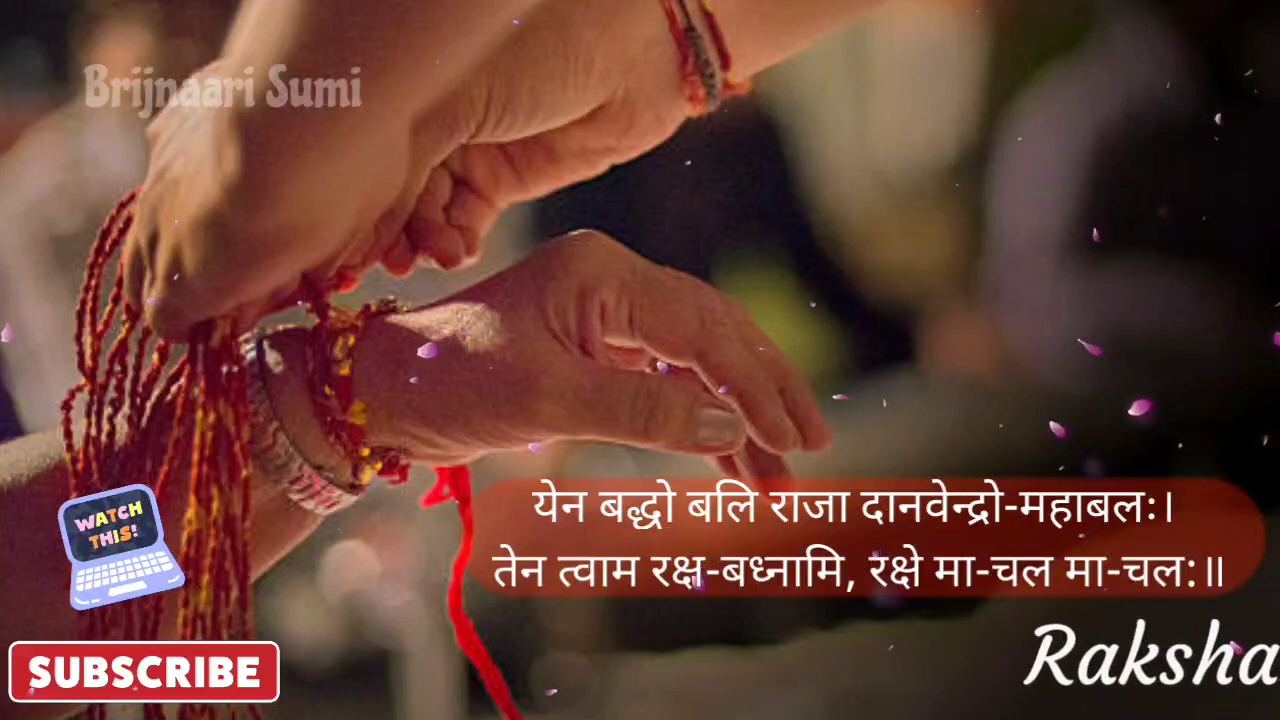 Brijnaari Sumi
WATCH
THIS!
येन बद्धो बलि राजा दानवेन्द्रो-महाबलः।
तेन त्वाम रक्ष-बध्नामि, रक्षे मा-चल मा-चल:॥
Raksha
SUBSCRIBE